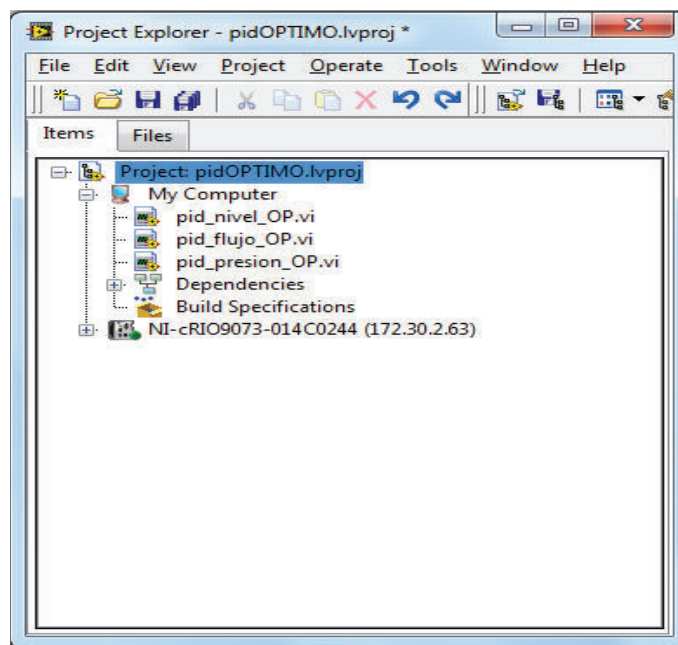 Project Explorer - pidOPTIMO.lvproj *
File Edit View Project Operate Tools Window Help
Items Files
Project: pidOPTIMO.lvproj
My Computer
pid_nivel_OP.vi
pid_flujo_OP.vi
pid_presion_OP.vi
Dependencies
Build Specifications
NI-cRIO9073-014C0244 (172.30.2.63)